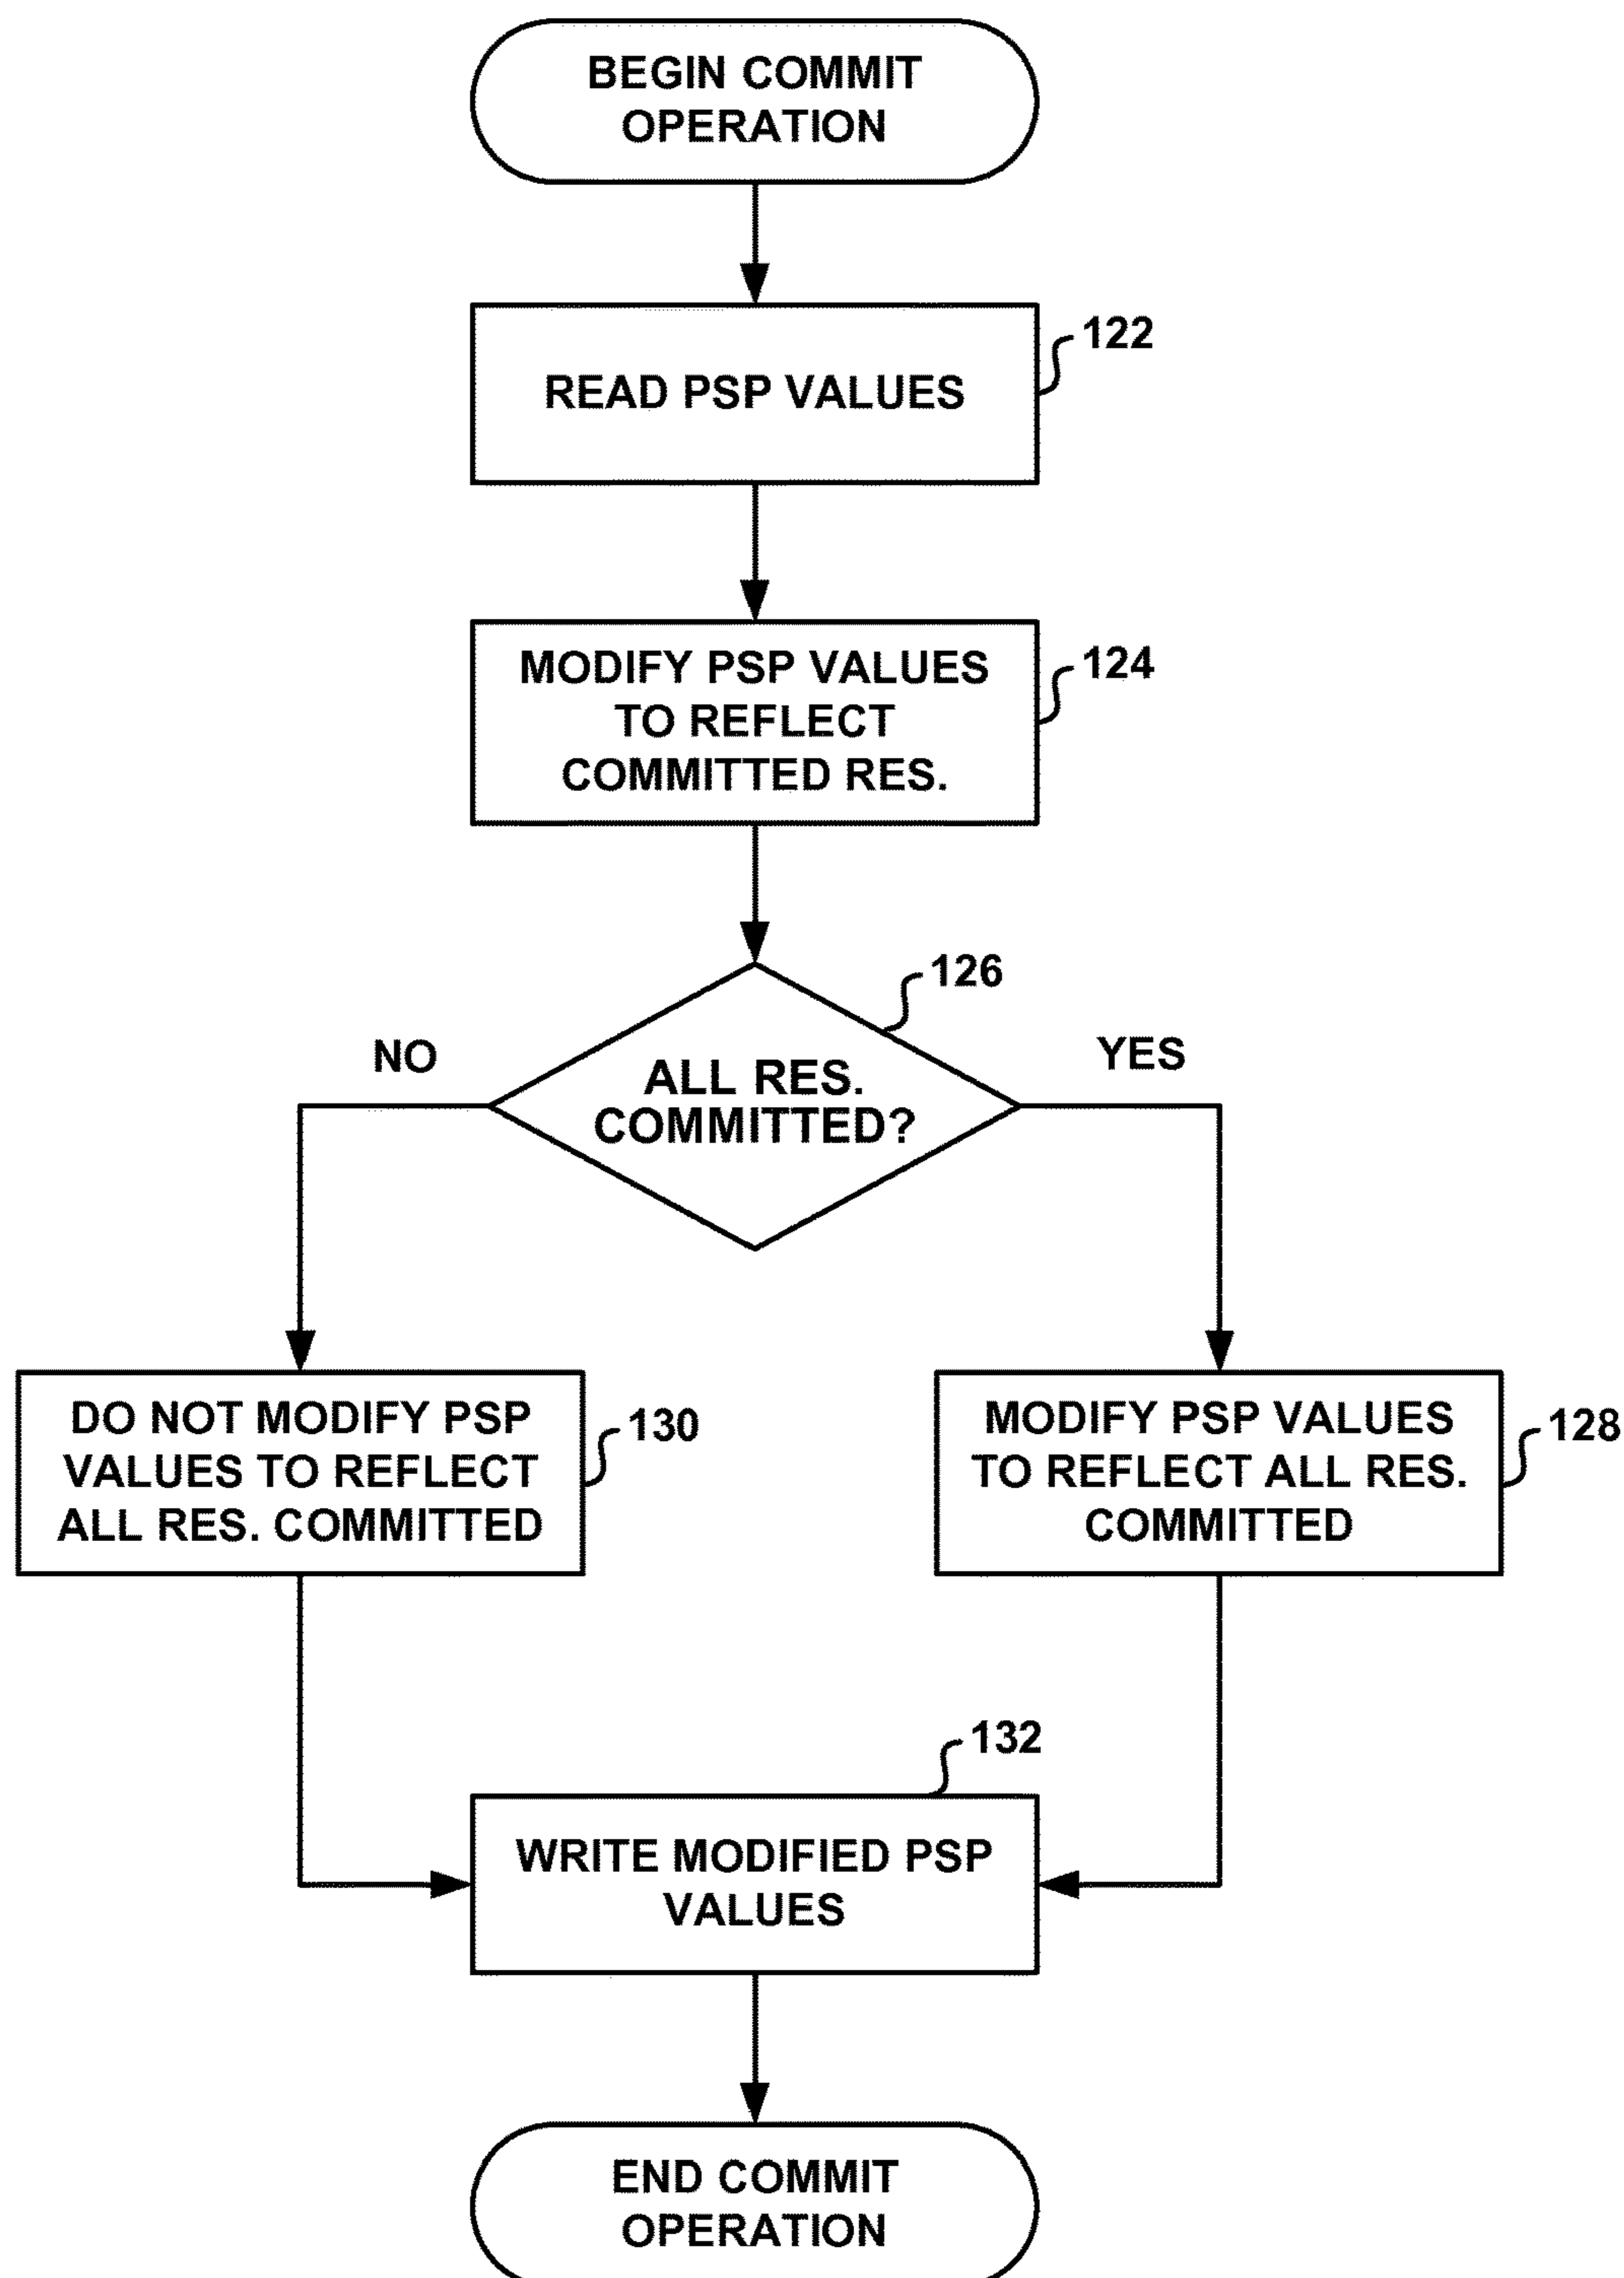 BEGIN COMMIT
OPERATION
122
READ PSP VALUES
124
MODIFY PSP VALUES
TO REFLECT
COMMITTED RES.
126
NO
YES
ALL RES.
COMMITTED?
DO NOT MODIFY PSP
VALUES TO REFLECT
ALL RES. COMMITTED
130
MODIFY PSP VALUES
TO REFLECT ALL RES.
COMMITTED
128
132
WRITE MODIFIED PSP
VALUES
END COMMIT
OPERATION